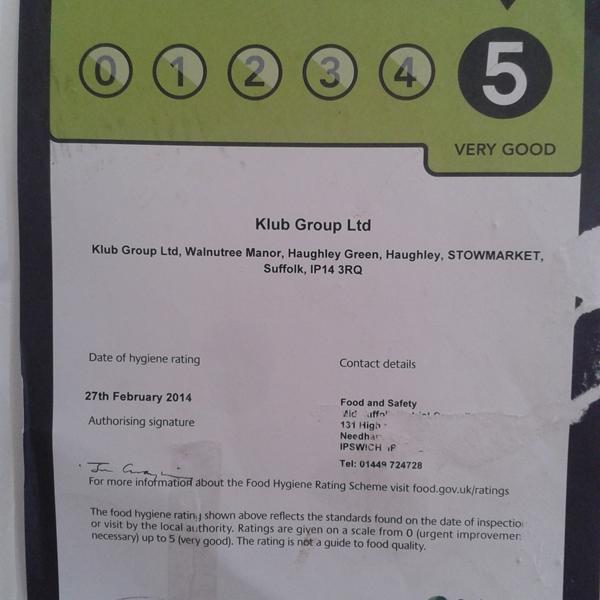 0 1 2 3 4 5
VERY GOOD
Klub Group Ltd
Klub Group Ltd, Walnutree Manor, Haughley Green, Haughley, STOWMARKET,
Suffolk, IP14 3RQ
Date of hygiene rating
Contact details
27th February 2014
Food and Safety
Authorising signature
131 High
IPSWICH
Tel: 01449 724728
For more information about the Food Hygiene Rating Scheme visit food.gov.uk/ratings
The food hygiene rating shown above reflects the standards found on the date of inspectio
or visit by the local authority. Ratings are given on a scale from 0 (urgent improvemen
necessary) up to 5 (very good). The rating is not a guide to food quality.